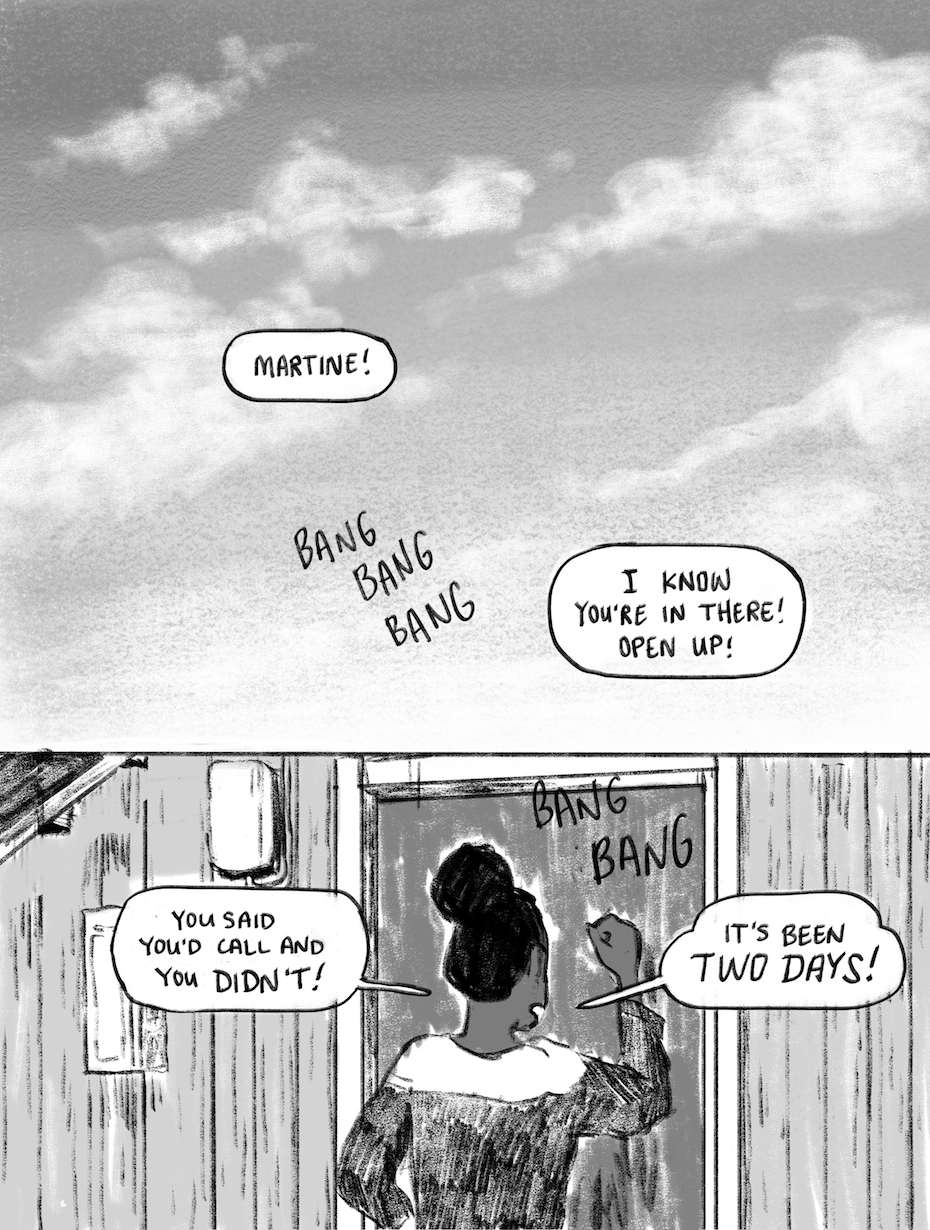 MARTINE!
BANG
BANG
BANG
I KNOW
YOU'RE IN THERE!
OPEN UP!
BANG
BANG
YOU SAID
YOU'D CALL AND
YOU DIDN'T!
IT'S BEEN
TWO DAYS!